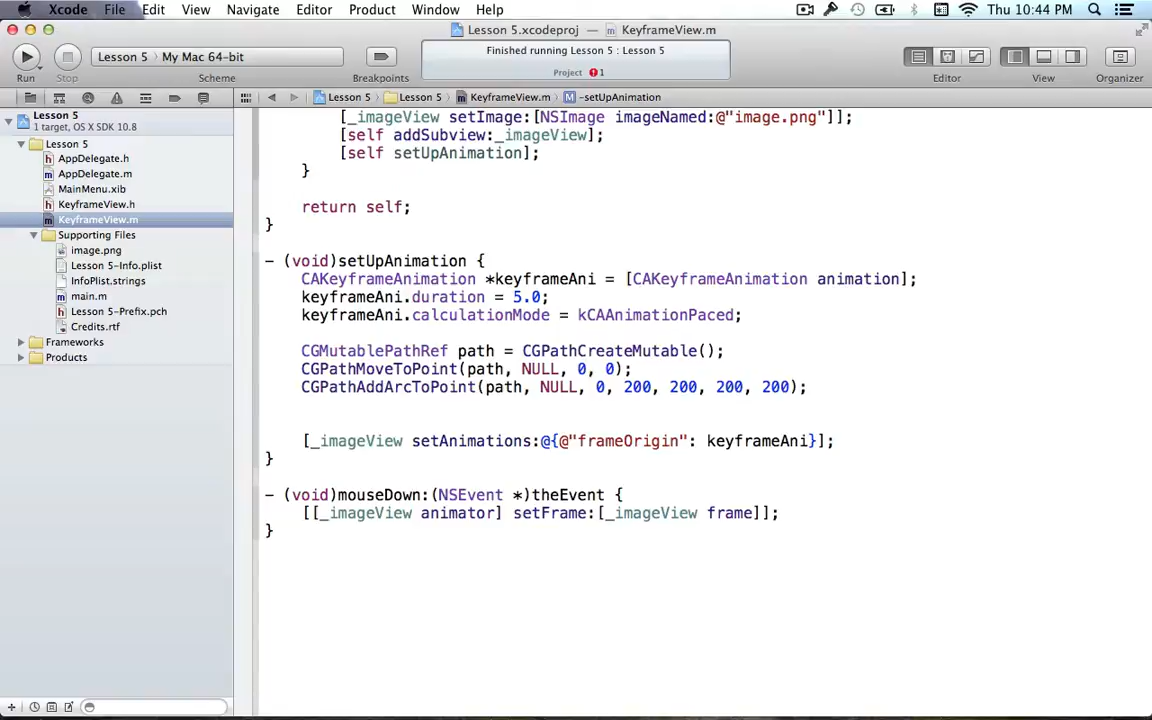 Xcode File Edit View Navigate Editor Product Window Help Thu 10:44 PM
Lesson 5.xcodeproj — KeyframeView.m
Lesson 5 My Mac 64-bit
Finished running Lesson 5 : Lesson 5
Project 1
Run Stop Scheme Breakpoints Editor View Organizer
Lesson 5 Lesson 5 KeyframeView.m M -setUpAnimation
Lesson 5
1 target, OS X SDK 10.8
Lesson 5
h AppDelegate.h
m AppDelegate.m
MainMenu.xib
h KeyframeView.h
m KeyframeView.m
Supporting Files
image.png
Lesson 5-Info.plist
InfoPlist.strings
m main.m
h Lesson 5-Prefix.pch
Credits.rtf
Frameworks
Products
[_imageView setImage:[NSImage imageNamed:@"image.png"]];
[self addSubview:_imageView];
[self setUpAnimation];
}
return self;
}
- (void)setUpAnimation {
CAKeyframeAnimation *keyframeAni = [CAKeyframeAnimation animation];
keyframeAni.duration = 5.0;
keyframeAni.calculationMode = kCAAnimationPaced;
CGMutablePathRef path = CGPathCreateMutable();
CGPathMoveToPoint(path, NULL, 0, 0);
CGPathAddArcToPoint(path, NULL, 0, 200, 200, 200, 200);
[_imageView setAnimations:@{@"frameOrigin": keyframeAni}];
}
- (void)mouseDown:(NSEvent *)theEvent {
[[_imageView animator] setFrame:[_imageView frame]];
}